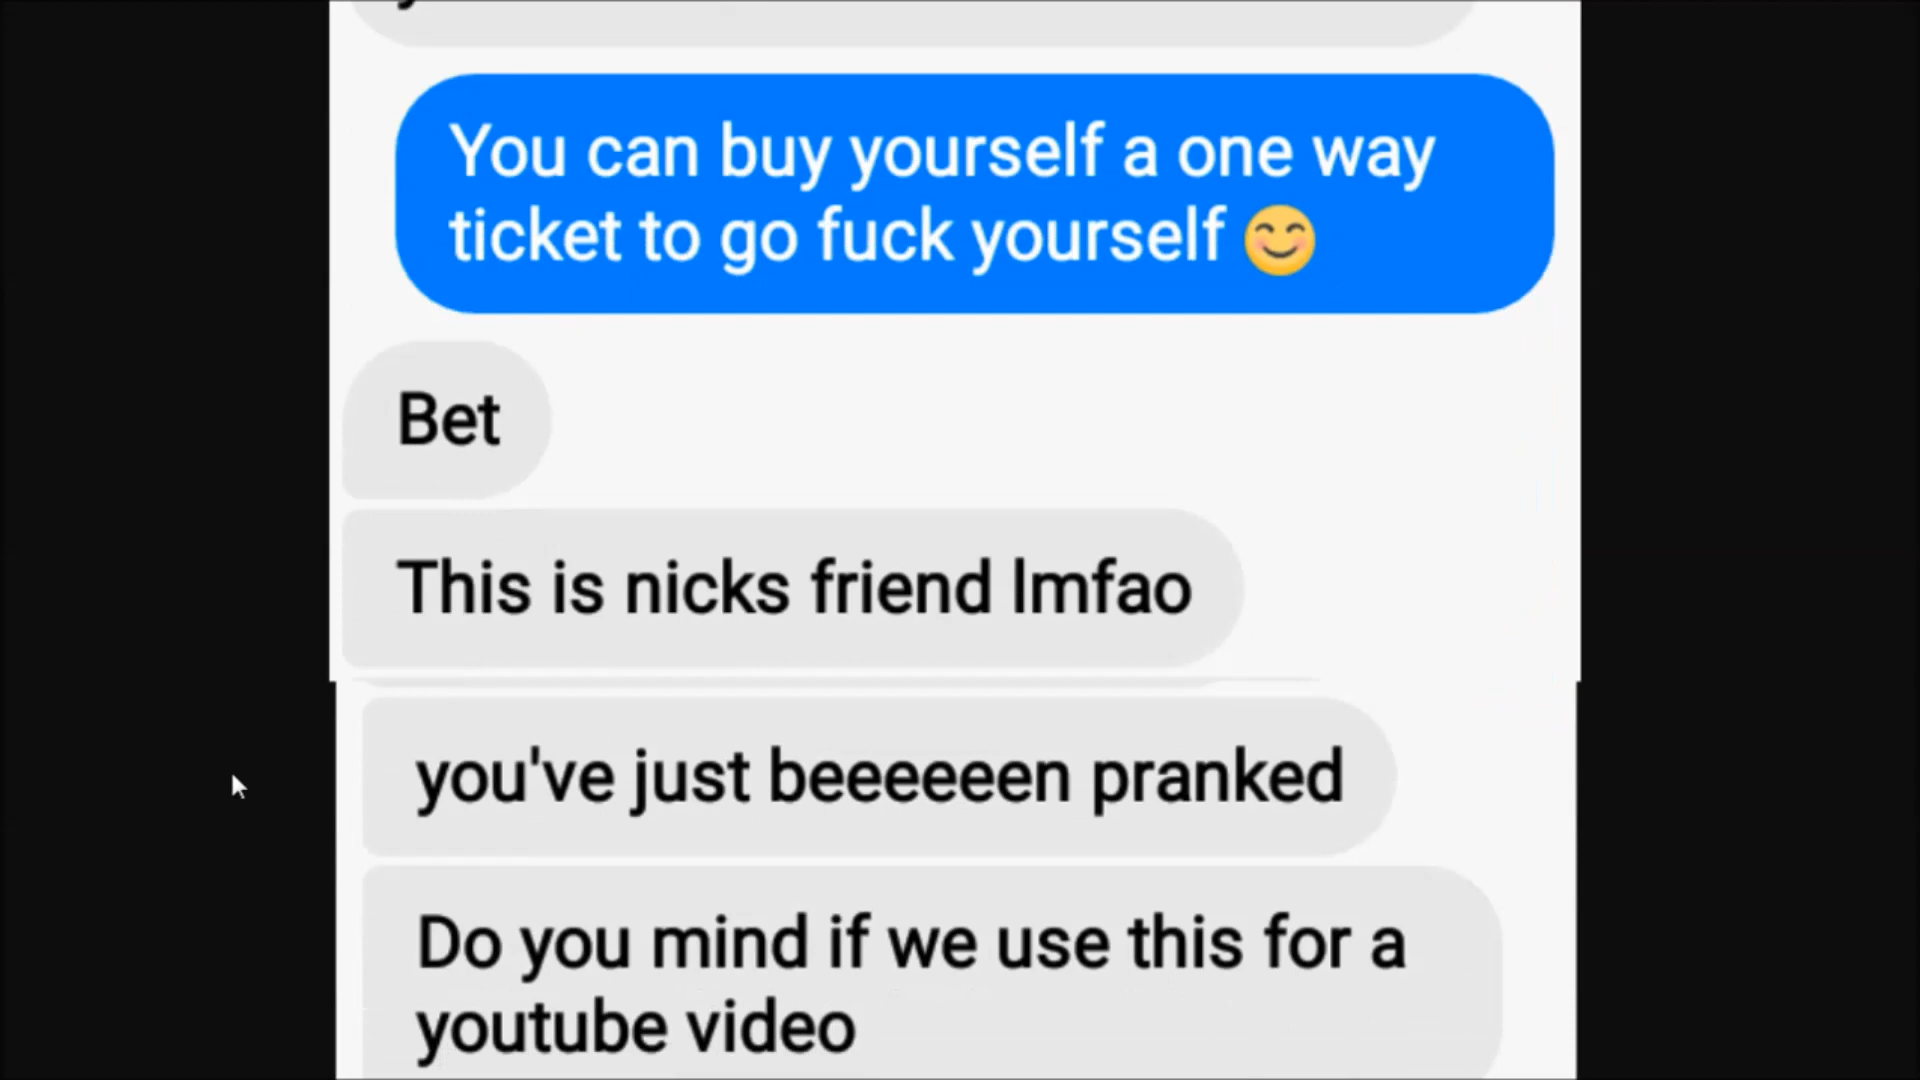 You can buy yourself a one way
ticket to go fuck yourself 😊
Bet
This is nicks friend lmfao
you've just beeeeeen pranked
Do you mind if we use this for a
youtube video